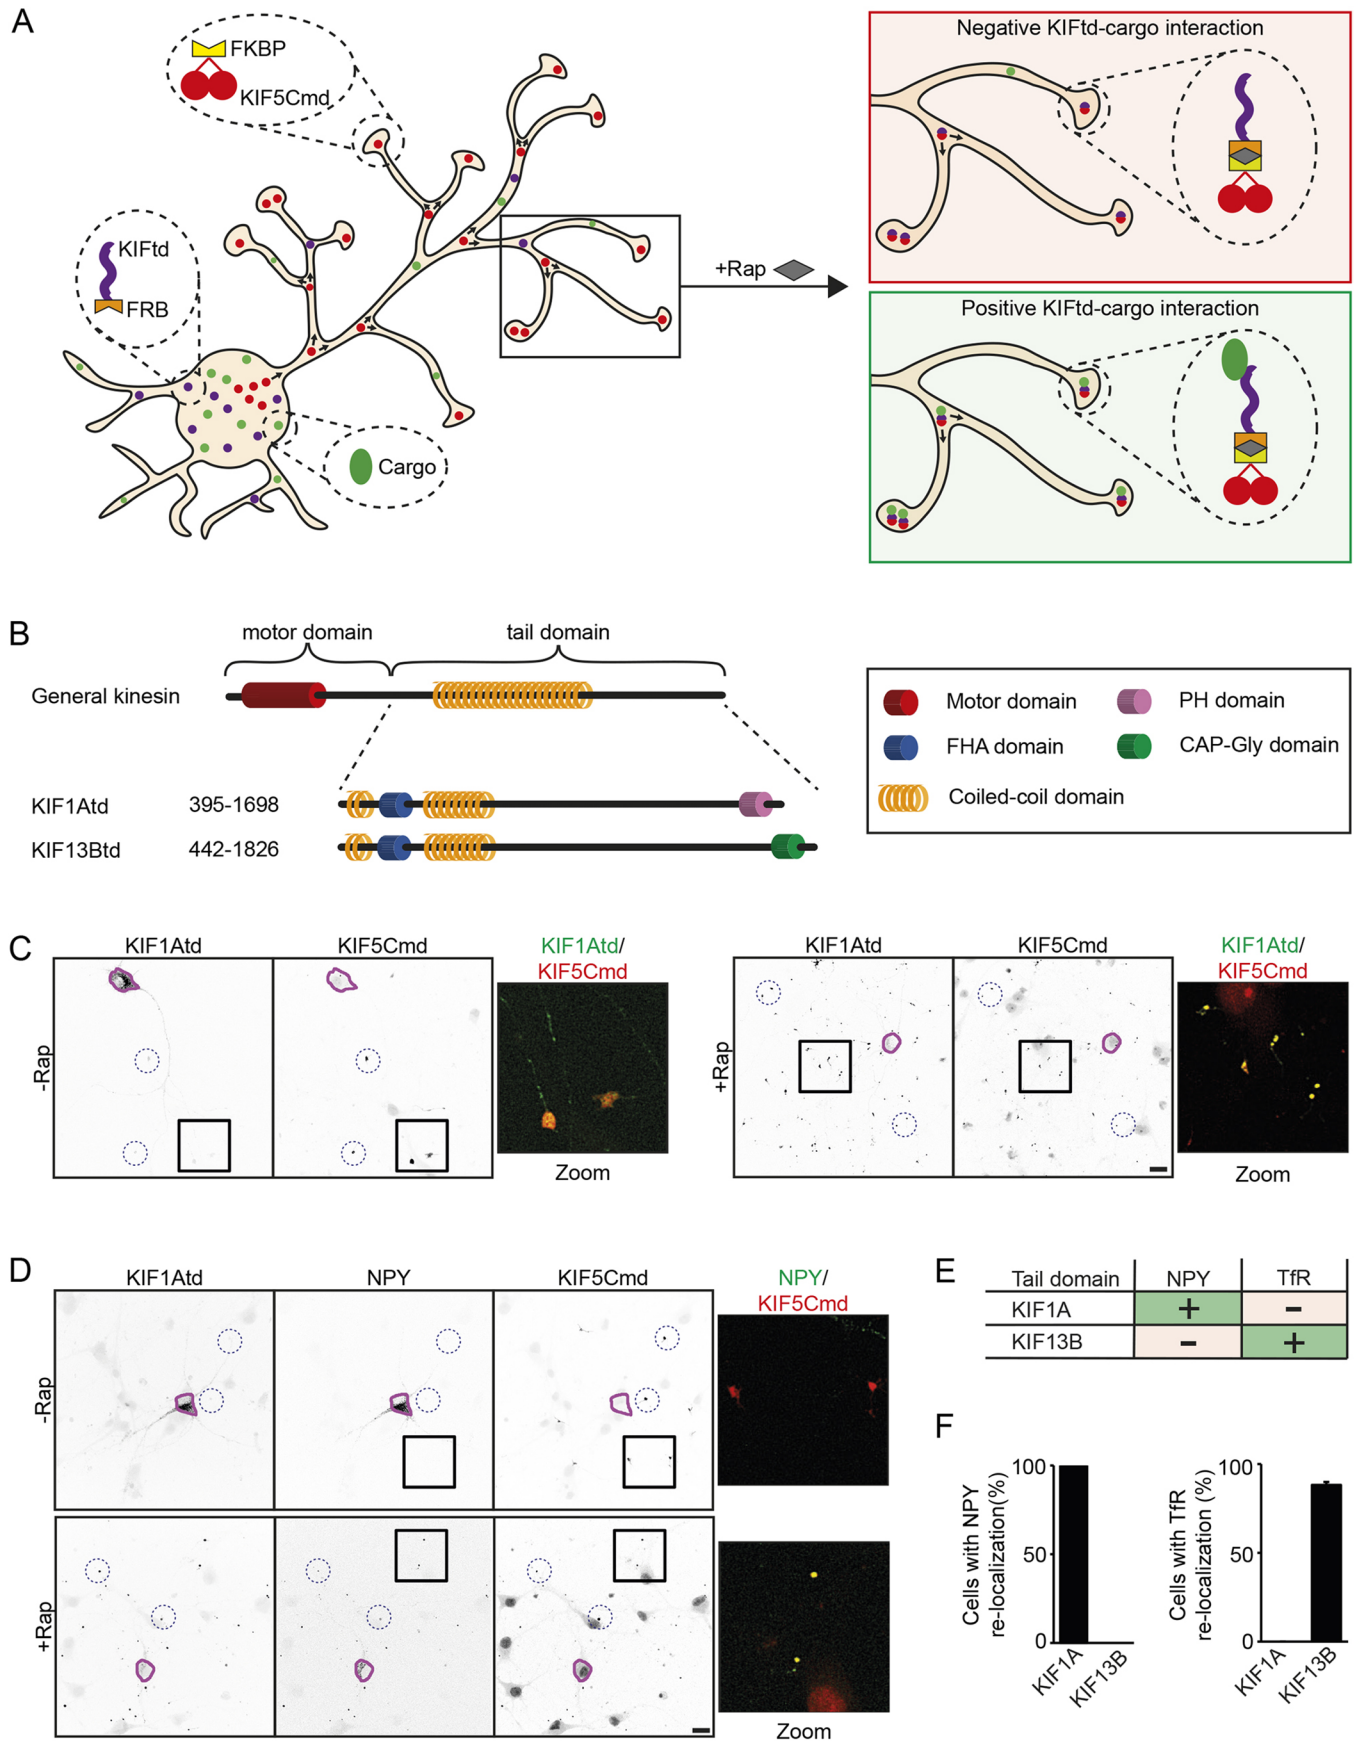 A
FKBP
KIF5Cmd
KIFtd
FRB
Cargo
+Rap
Negative KIFtd-cargo interaction
Positive KIFtd-cargo interaction
B
motor domain
tail domain
General kinesin
KIF1Atd 395-1698
KIF13Btd 442-1826
Motor domain
PH domain
FHA domain
CAP-Gly domain
Coiled-coil domain
C
KIF1Atd
KIF5Cmd
KIF1Atd/
KIF5Cmd
-Rap
Zoom
KIF1Atd
KIF5Cmd
KIF1Atd/
KIF5Cmd
+Rap
Zoom
D
KIF1Atd
NPY
KIF5Cmd
NPY/
KIF5Cmd
-Rap
+Rap
Zoom
E
Tail domain NPY TfR
KIF1A + -
KIF13B - +
F
Cells with NPY
re-localization(%)
100
50
0
KIF1A
KIF13B
Cells with TfR
re-localization (%)
100
50
0
KIF1A
KIF13B